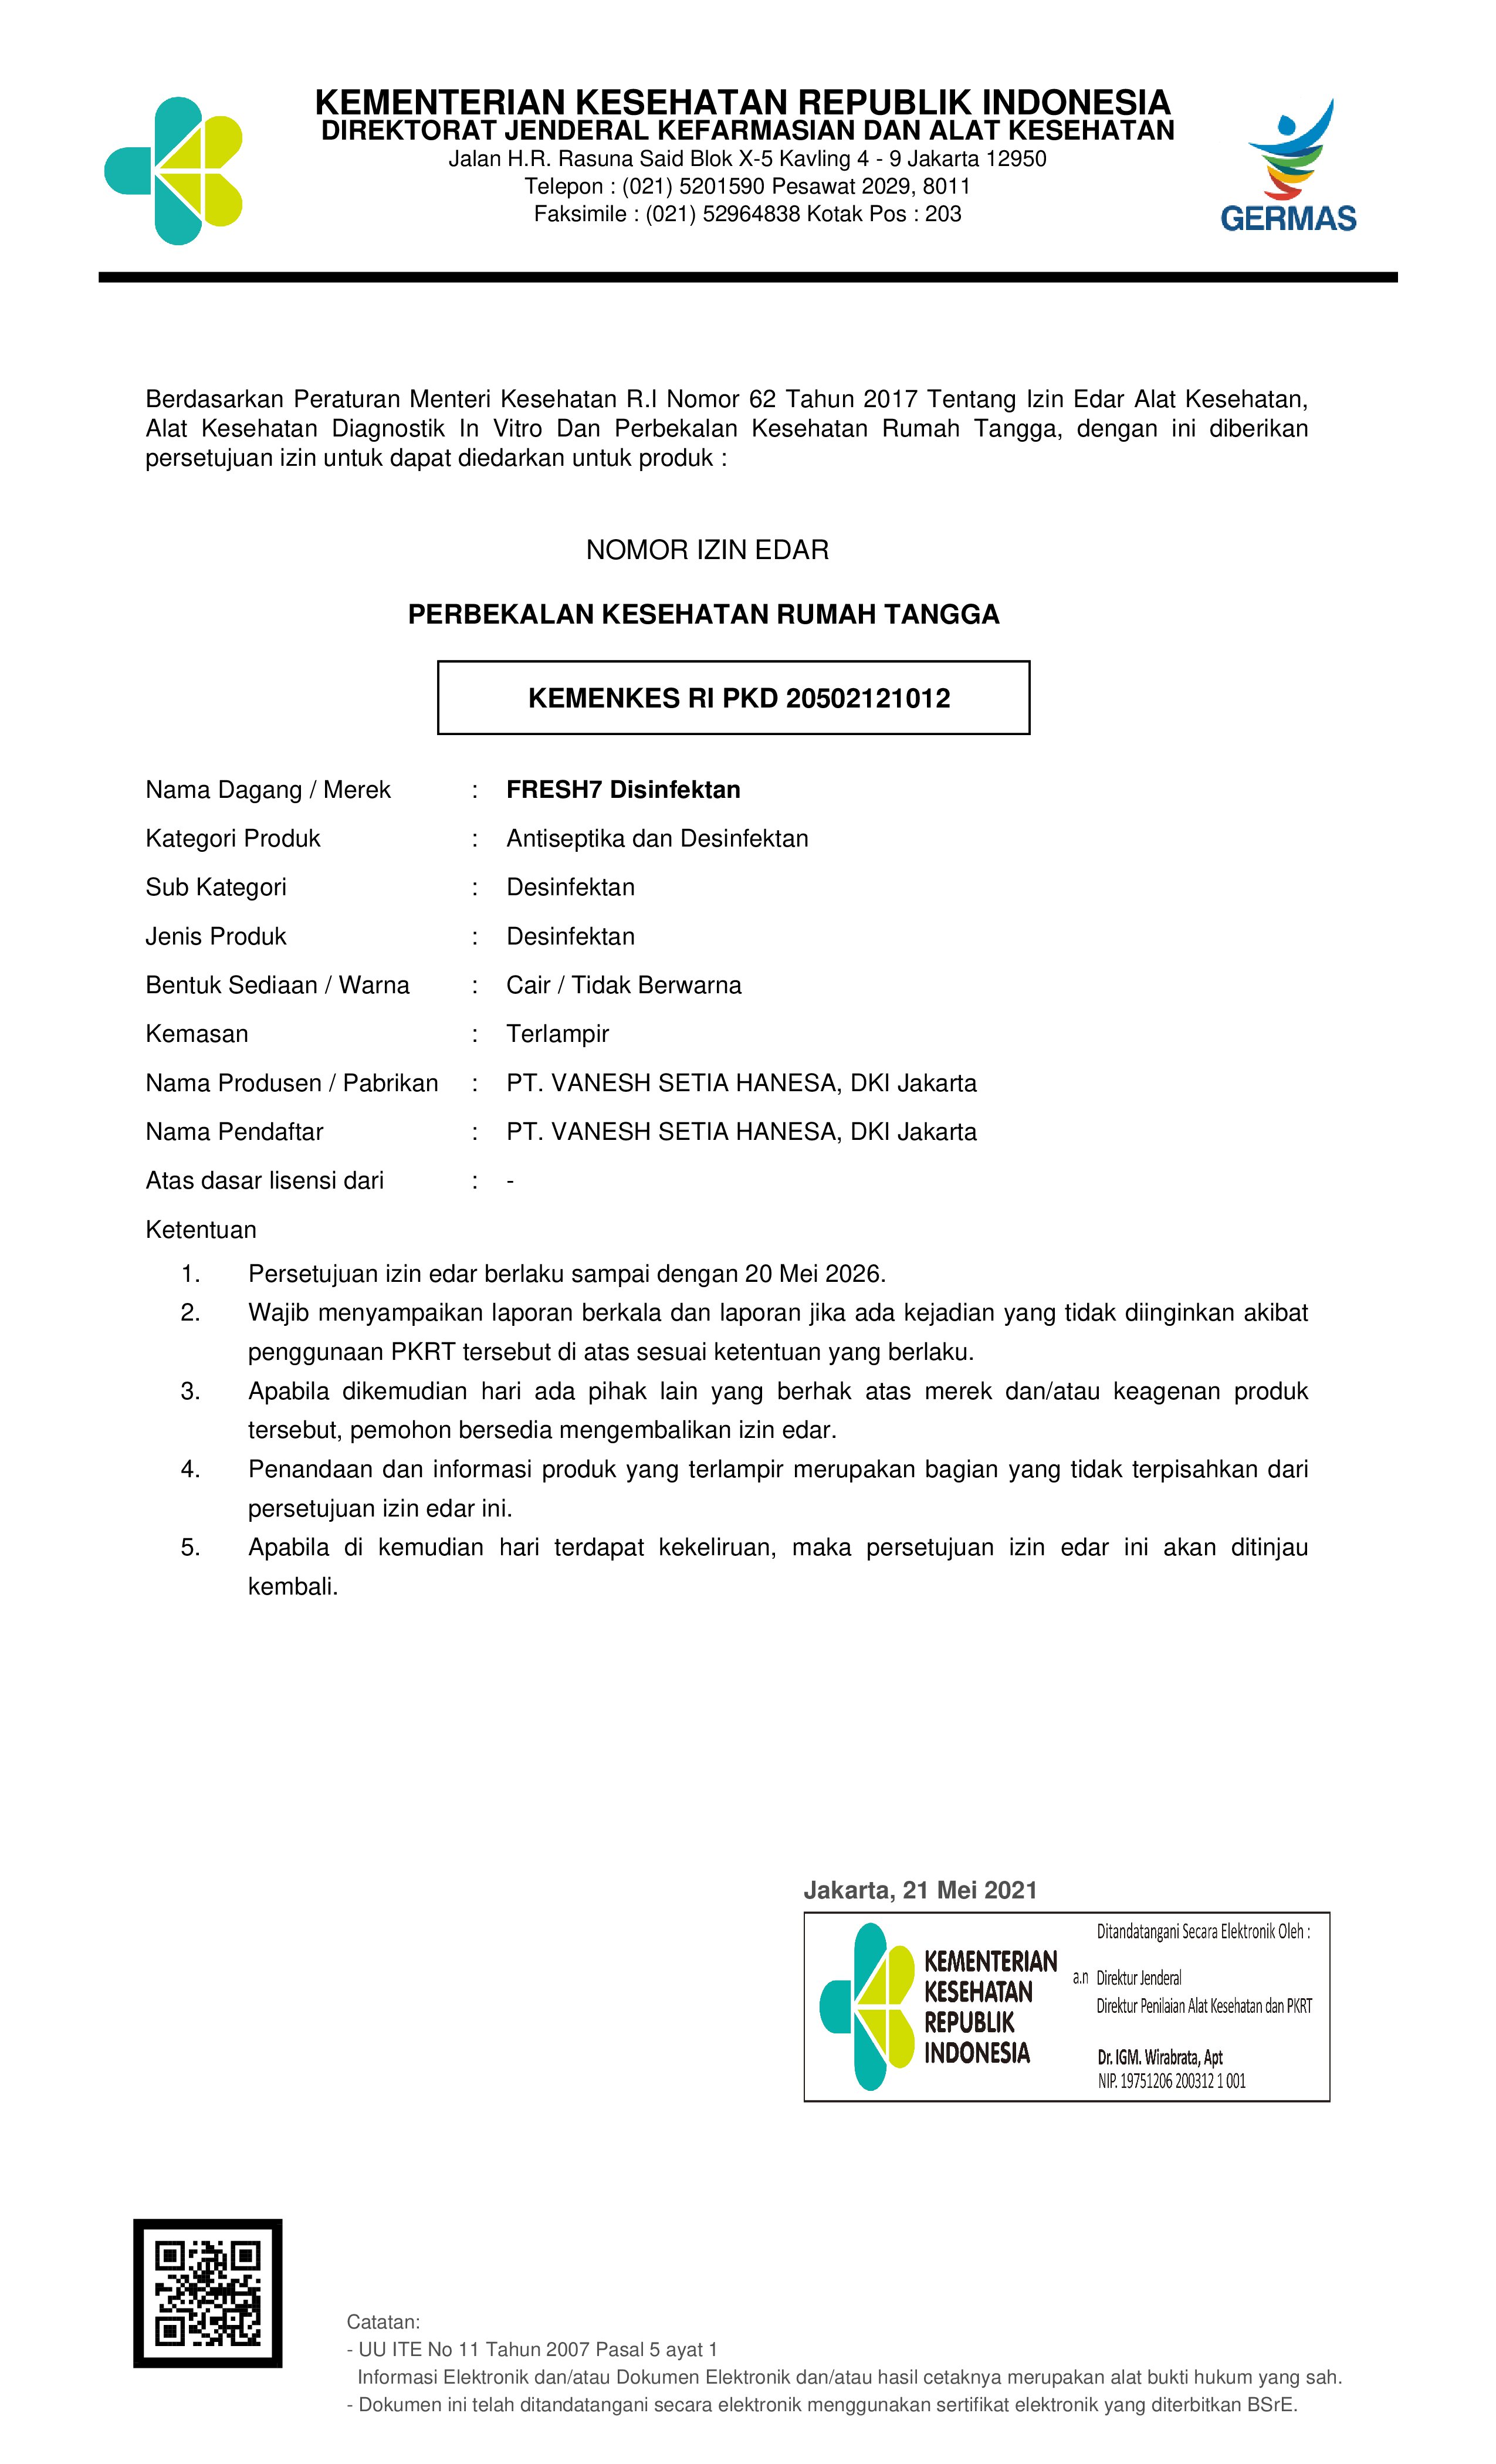 KEMENTERIAN KESEHATAN REPUBLIK INDONESIA
DIREKTORAT JENDERAL KEFARMASIAN DAN ALAT KESEHATAN
Jalan H.R. Rasuna Said Blok X-5 Kavling 4 - 9 Jakarta 12950
Telepon : (021) 5201590 Pesawat 2029, 8011
Faksimile : (021) 52964838 Kotak Pos : 203
GERMAS
Berdasarkan Peraturan Menteri Kesehatan R.I Nomor 62 Tahun 2017 Tentang Izin Edar Alat Kesehatan,
Alat Kesehatan Diagnostik In Vitro Dan Perbekalan Kesehatan Rumah Tangga, dengan ini diberikan
persetujuan izin untuk dapat diedarkan untuk produk :
NOMOR IZIN EDAR
PERBEKALAN KESEHATAN RUMAH TANGGA
KEMENKES RI PKD 20502121012
Nama Dagang / Merek : FRESH7 Disinfektan
Kategori Produk : Antiseptika dan Desinfektan
Sub Kategori : Desinfektan
Jenis Produk : Desinfektan
Bentuk Sediaan / Warna : Cair / Tidak Berwarna
Kemasan : Terlampir
Nama Produsen / Pabrikan : PT. VANESH SETIA HANESA, DKI Jakarta
Nama Pendaftar : PT. VANESH SETIA HANESA, DKI Jakarta
Atas dasar lisensi dari : -
Ketentuan
1. Persetujuan izin edar berlaku sampai dengan 20 Mei 2026.
2. Wajib menyampaikan laporan berkala dan laporan jika ada kejadian yang tidak diinginkan akibat
penggunaan PKRT tersebut di atas sesuai ketentuan yang berlaku.
3. Apabila dikemudian hari ada pihak lain yang berhak atas merek dan/atau keagenan produk
tersebut, pemohon bersedia mengembalikan izin edar.
4. Penandaan dan informasi produk yang terlampir merupakan bagian yang tidak terpisahkan dari
persetujuan izin edar ini.
5. Apabila di kemudian hari terdapat kekeliruan, maka persetujuan izin edar ini akan ditinjau
kembali.
Jakarta, 21 Mei 2021
KEMENTERIAN
KESEHATAN
REPUBLIK
INDONESIA
Ditandatangani Secara Elektronik Oleh :
a.n Direktur Jenderal
Direktur Penilaian Alat Kesehatan dan PKRT
Dr. IGM. Wirabrata, Apt
NIP. 19751206 200312 1 001
Catatan:
- UU ITE No 11 Tahun 2007 Pasal 5 ayat 1
Informasi Elektronik dan/atau Dokumen Elektronik dan/atau hasil cetaknya merupakan alat bukti hukum yang sah.
- Dokumen ini telah ditandatangani secara elektronik menggunakan sertifikat elektronik yang diterbitkan BSrE.